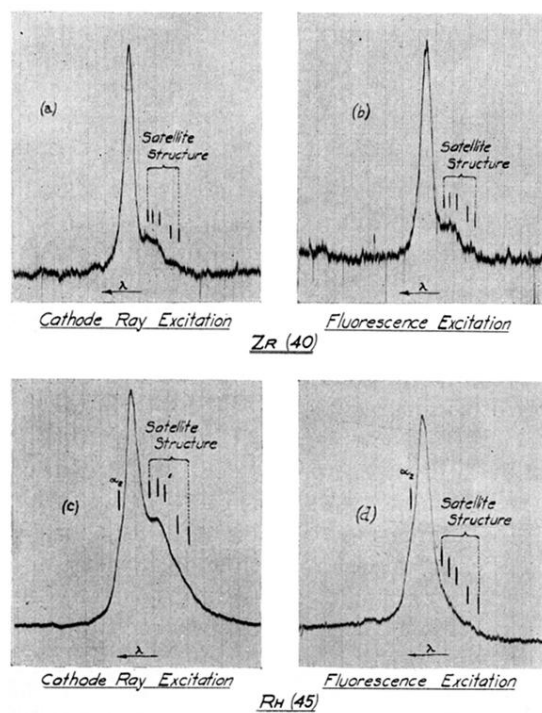 (a)
Satellite
Structure
λ
Cathode Ray Excitation
(b)
Satellite
Structure
λ
Fluorescence Excitation
ZR (40)
(c)
α₂
Satellite
Structure
λ
Cathode Ray Excitation
(d)
α₂
Satellite
Structure
λ
Fluorescence Excitation
RH (45)